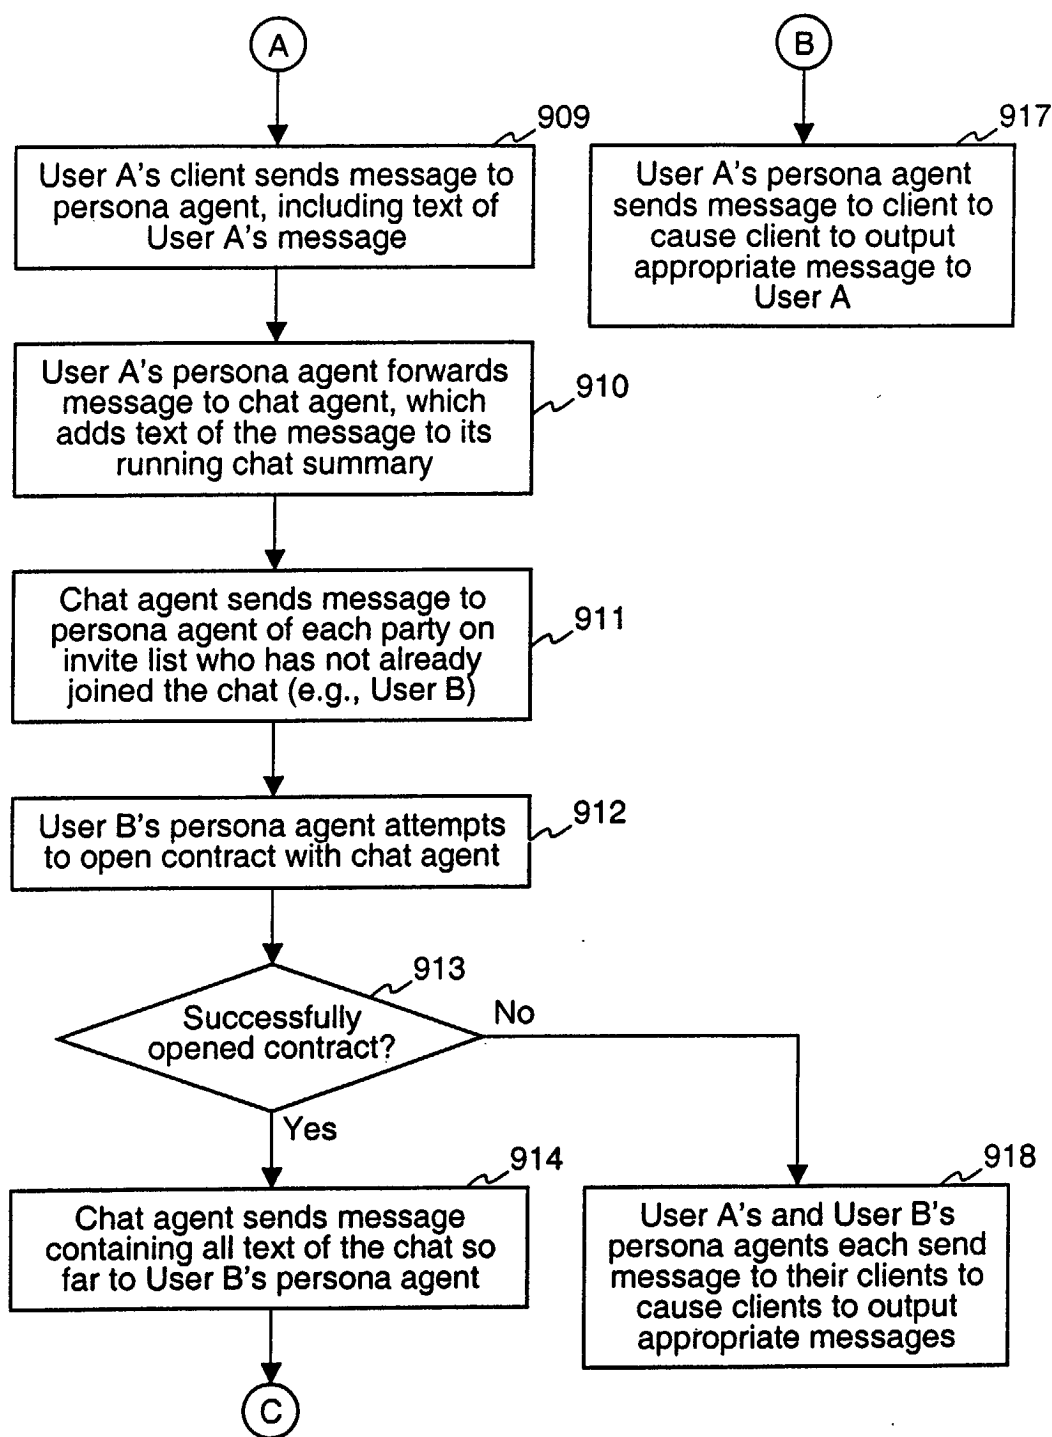 A
B
909
User A's client sends message to
persona agent, including text of
User A's message
917
User A's persona agent
sends message to client to
cause client to output
appropriate message to
User A
User A's persona agent forwards
message to chat agent, which
adds text of the message to its
running chat summary
910
Chat agent sends message to
persona agent of each party on
invite list who has not already
joined the chat (e.g., User B)
911
User B's persona agent attempts
to open contract with chat agent
912
913
Successfully
opened contract?
No
Yes
914
Chat agent sends message
containing all text of the chat so
far to User B's persona agent
918
User A's and User B's
persona agents each send
message to their clients to
cause clients to output
appropriate messages
C